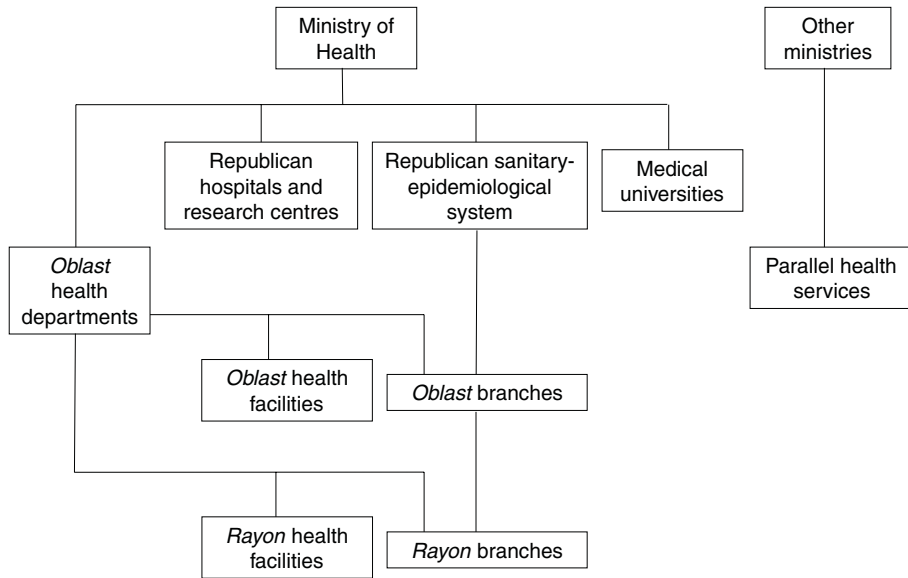 Ministry of
Health
Other
ministries
Republican
hospitals and
research centres
Republican sanitary-
epidemiological
system
Medical
universities
Oblast
health
departments
Parallel health
services
Oblast health
facilities
Oblast branches
Rayon health
facilities
Rayon branches